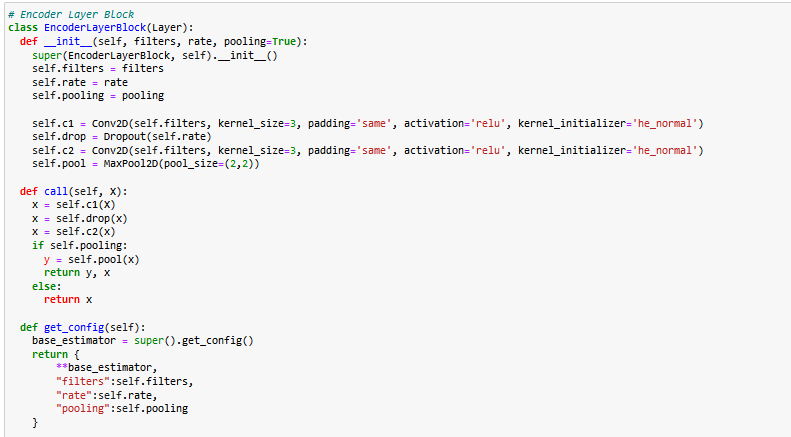 # Encoder Layer Block
class EncoderLayerBlock(Layer):
  def __init__(self, filters, rate, pooling=True):
    super(EncoderLayerBlock, self).__init__()
    self.filters = filters
    self.rate = rate
    self.pooling = pooling

    self.c1 = Conv2D(self.filters, kernel_size=3, padding='same', activation='relu', kernel_initializer='he_normal')
    self.drop = Dropout(self.rate)
    self.c2 = Conv2D(self.filters, kernel_size=3, padding='same', activation='relu', kernel_initializer='he_normal')
    self.pool = MaxPool2D(pool_size=(2,2))

  def call(self, X):
    x = self.c1(X)
    x = self.drop(x)
    x = self.c2(x)
    if self.pooling:
      y = self.pool(x)
      return y, x
    else:
      return x

  def get_config(self):
    base_estimator = super().get_config()
    return {
        **base_estimator,
        "filters":self.filters,
        "rate":self.rate,
        "pooling":self.pooling
    }